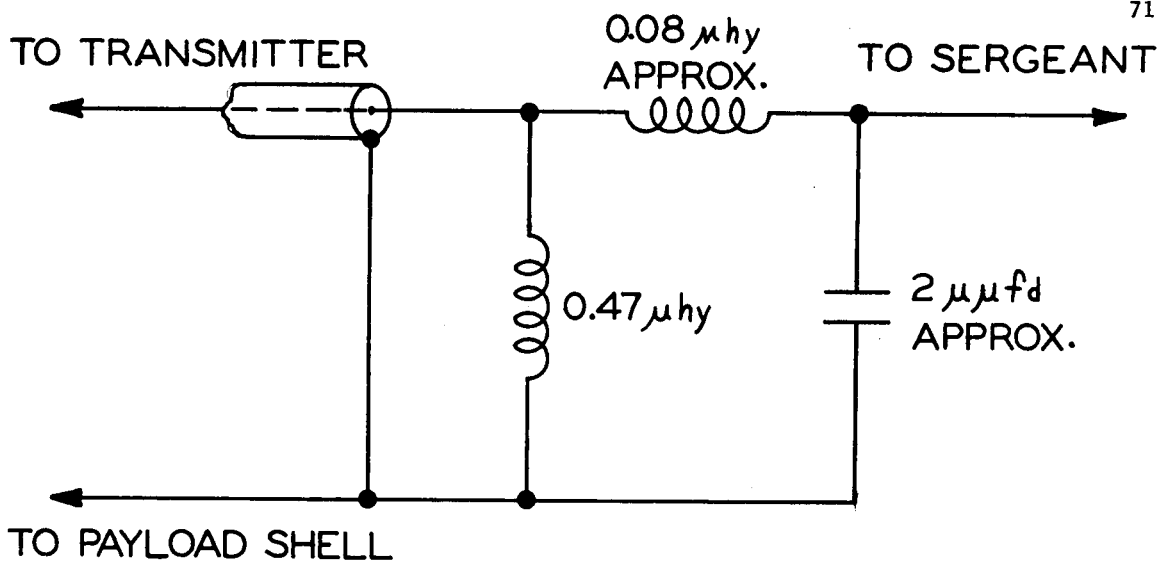 71
TO TRANSMITTER
0.08 μhy
APPROX.
TO SERGEANT
0.47 μhy
2 μμfd
APPROX.
TO PAYLOAD SHELL